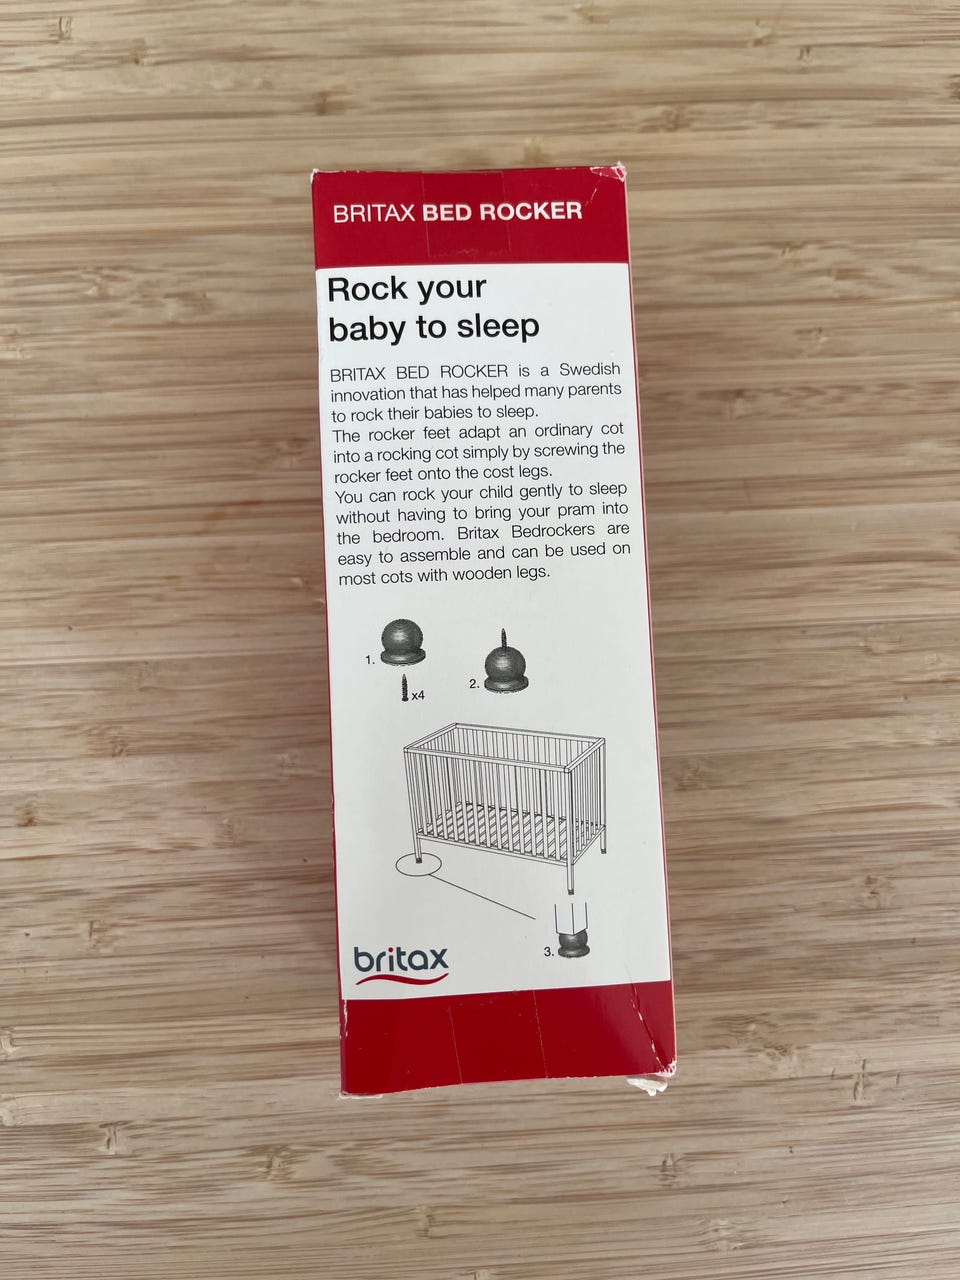 BRITAX BED ROCKER
Rock your
baby to sleep
BRITAX BED ROCKER is a Swedish
innovation that has helped many parents
to rock their babies to sleep.
The rocker feet adapt an ordinary cot
into a rocking cot simply by screwing the
rocker feet onto the cost legs.
You can rock your child gently to sleep
without having to bring your pram into
the bedroom. Britax Bedrockers are
easy to assemble and can be used on
most cots with wooden legs.
1.
x4
2.
3.
britax